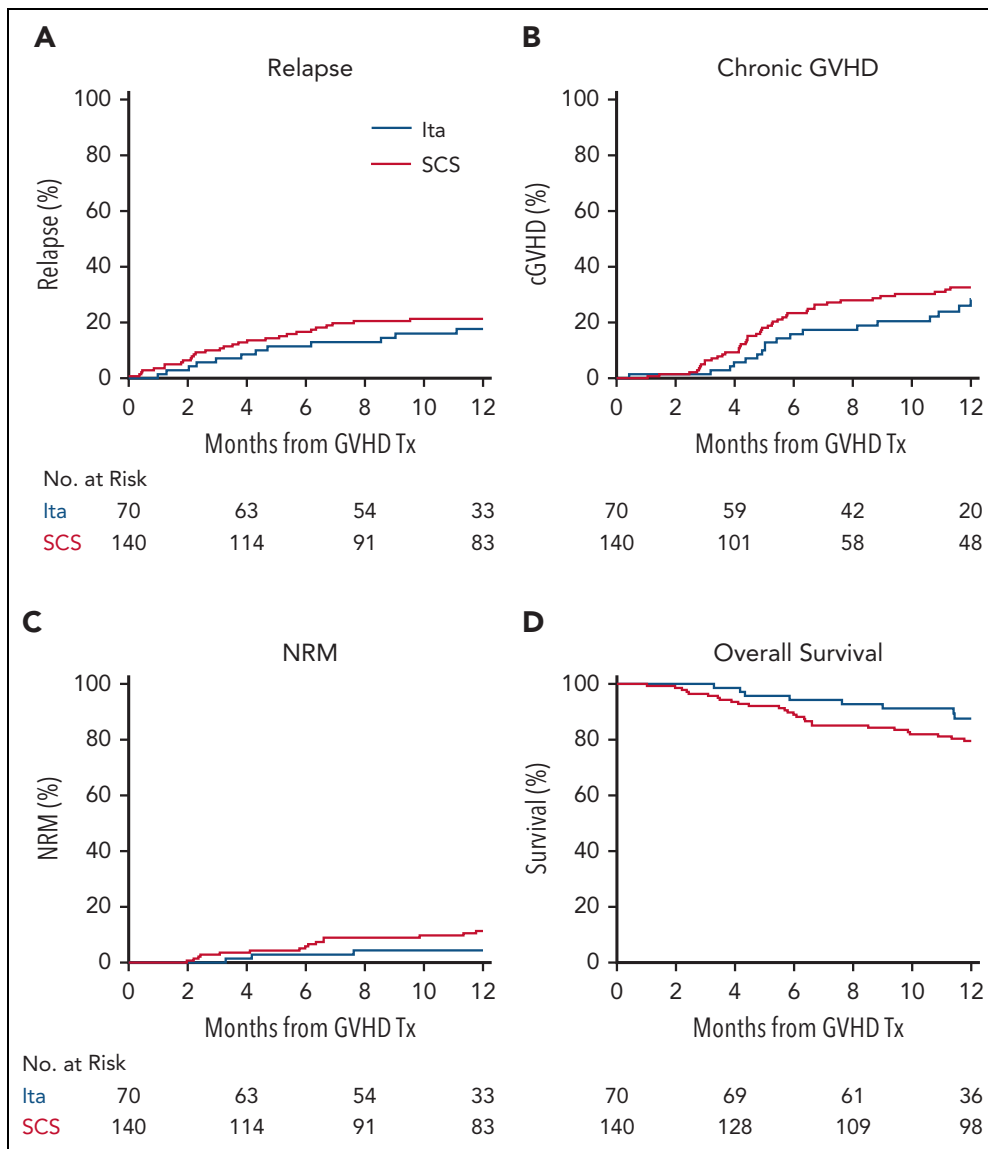 A
Relapse
100
80
60
40
20
0
Relapse (%)
Ita
SCS
0 2 4 6 8 10 12
Months from GVHD Tx
No. at Risk
Ita 70 63 54 33
SCS 140 114 91 83
B
Chronic GVHD
100
80
60
40
20
0
cGVHD (%)
0 2 4 6 8 10 12
Months from GVHD Tx
70 59 42 20
140 101 58 48
C
NRM
100
80
60
40
20
0
NRM (%)
0 2 4 6 8 10 12
Months from GVHD Tx
No. at Risk
Ita 70 63 54 33
SCS 140 114 91 83
D
Overall Survival
100
80
60
40
20
0
Survival (%)
0 2 4 6 8 10 12
Months from GVHD Tx
70 69 61 36
140 128 109 98